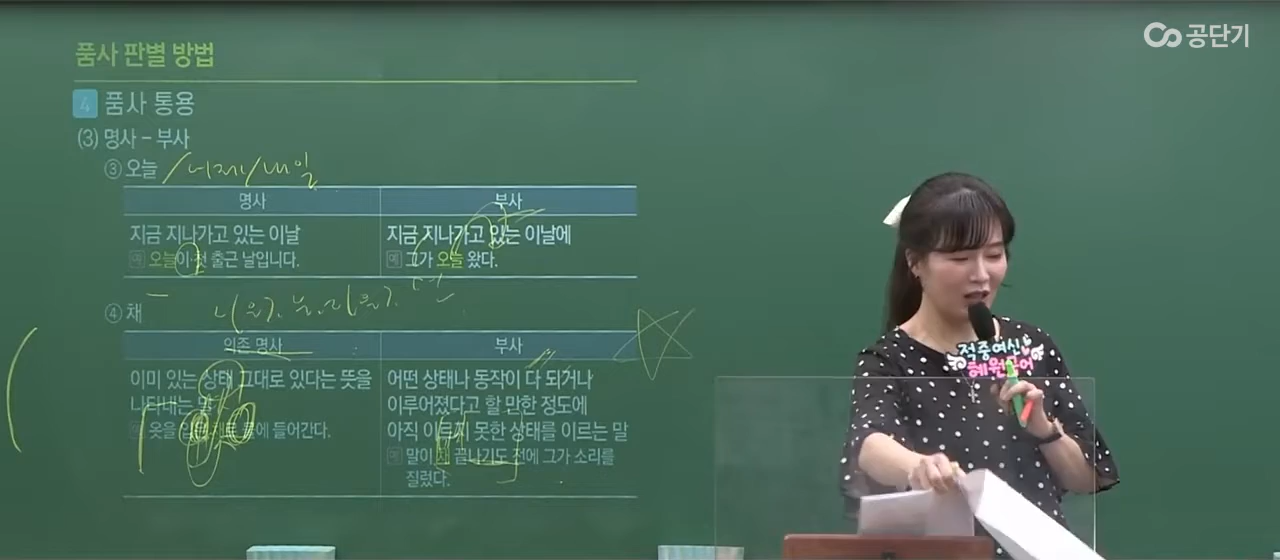 공단기
품사 판별 방법
4 품사 통용
(3) 명사 – 부사
③ 오늘 /어제/내일
명사 부사
지금 지나가고 있는 이날 지금 지나가고 있는 이날에
예 오늘이 첫 출근 날입니다. 예 그가 오늘 왔다.
④ 채
의존 명사 부사
이미 있는 상태 그대로 있다는 뜻을 어떤 상태나 동작이 다 되거나
나타내는 말 이루어졌다고 할 만한 정도에
옷을 입은 채로 물에 들어간다. 아직 이르지 못한 상태를 이르는 말
예 말이 채 끝나기도 전에 그가 소리를
질렀다.
적중여신
혜원국어